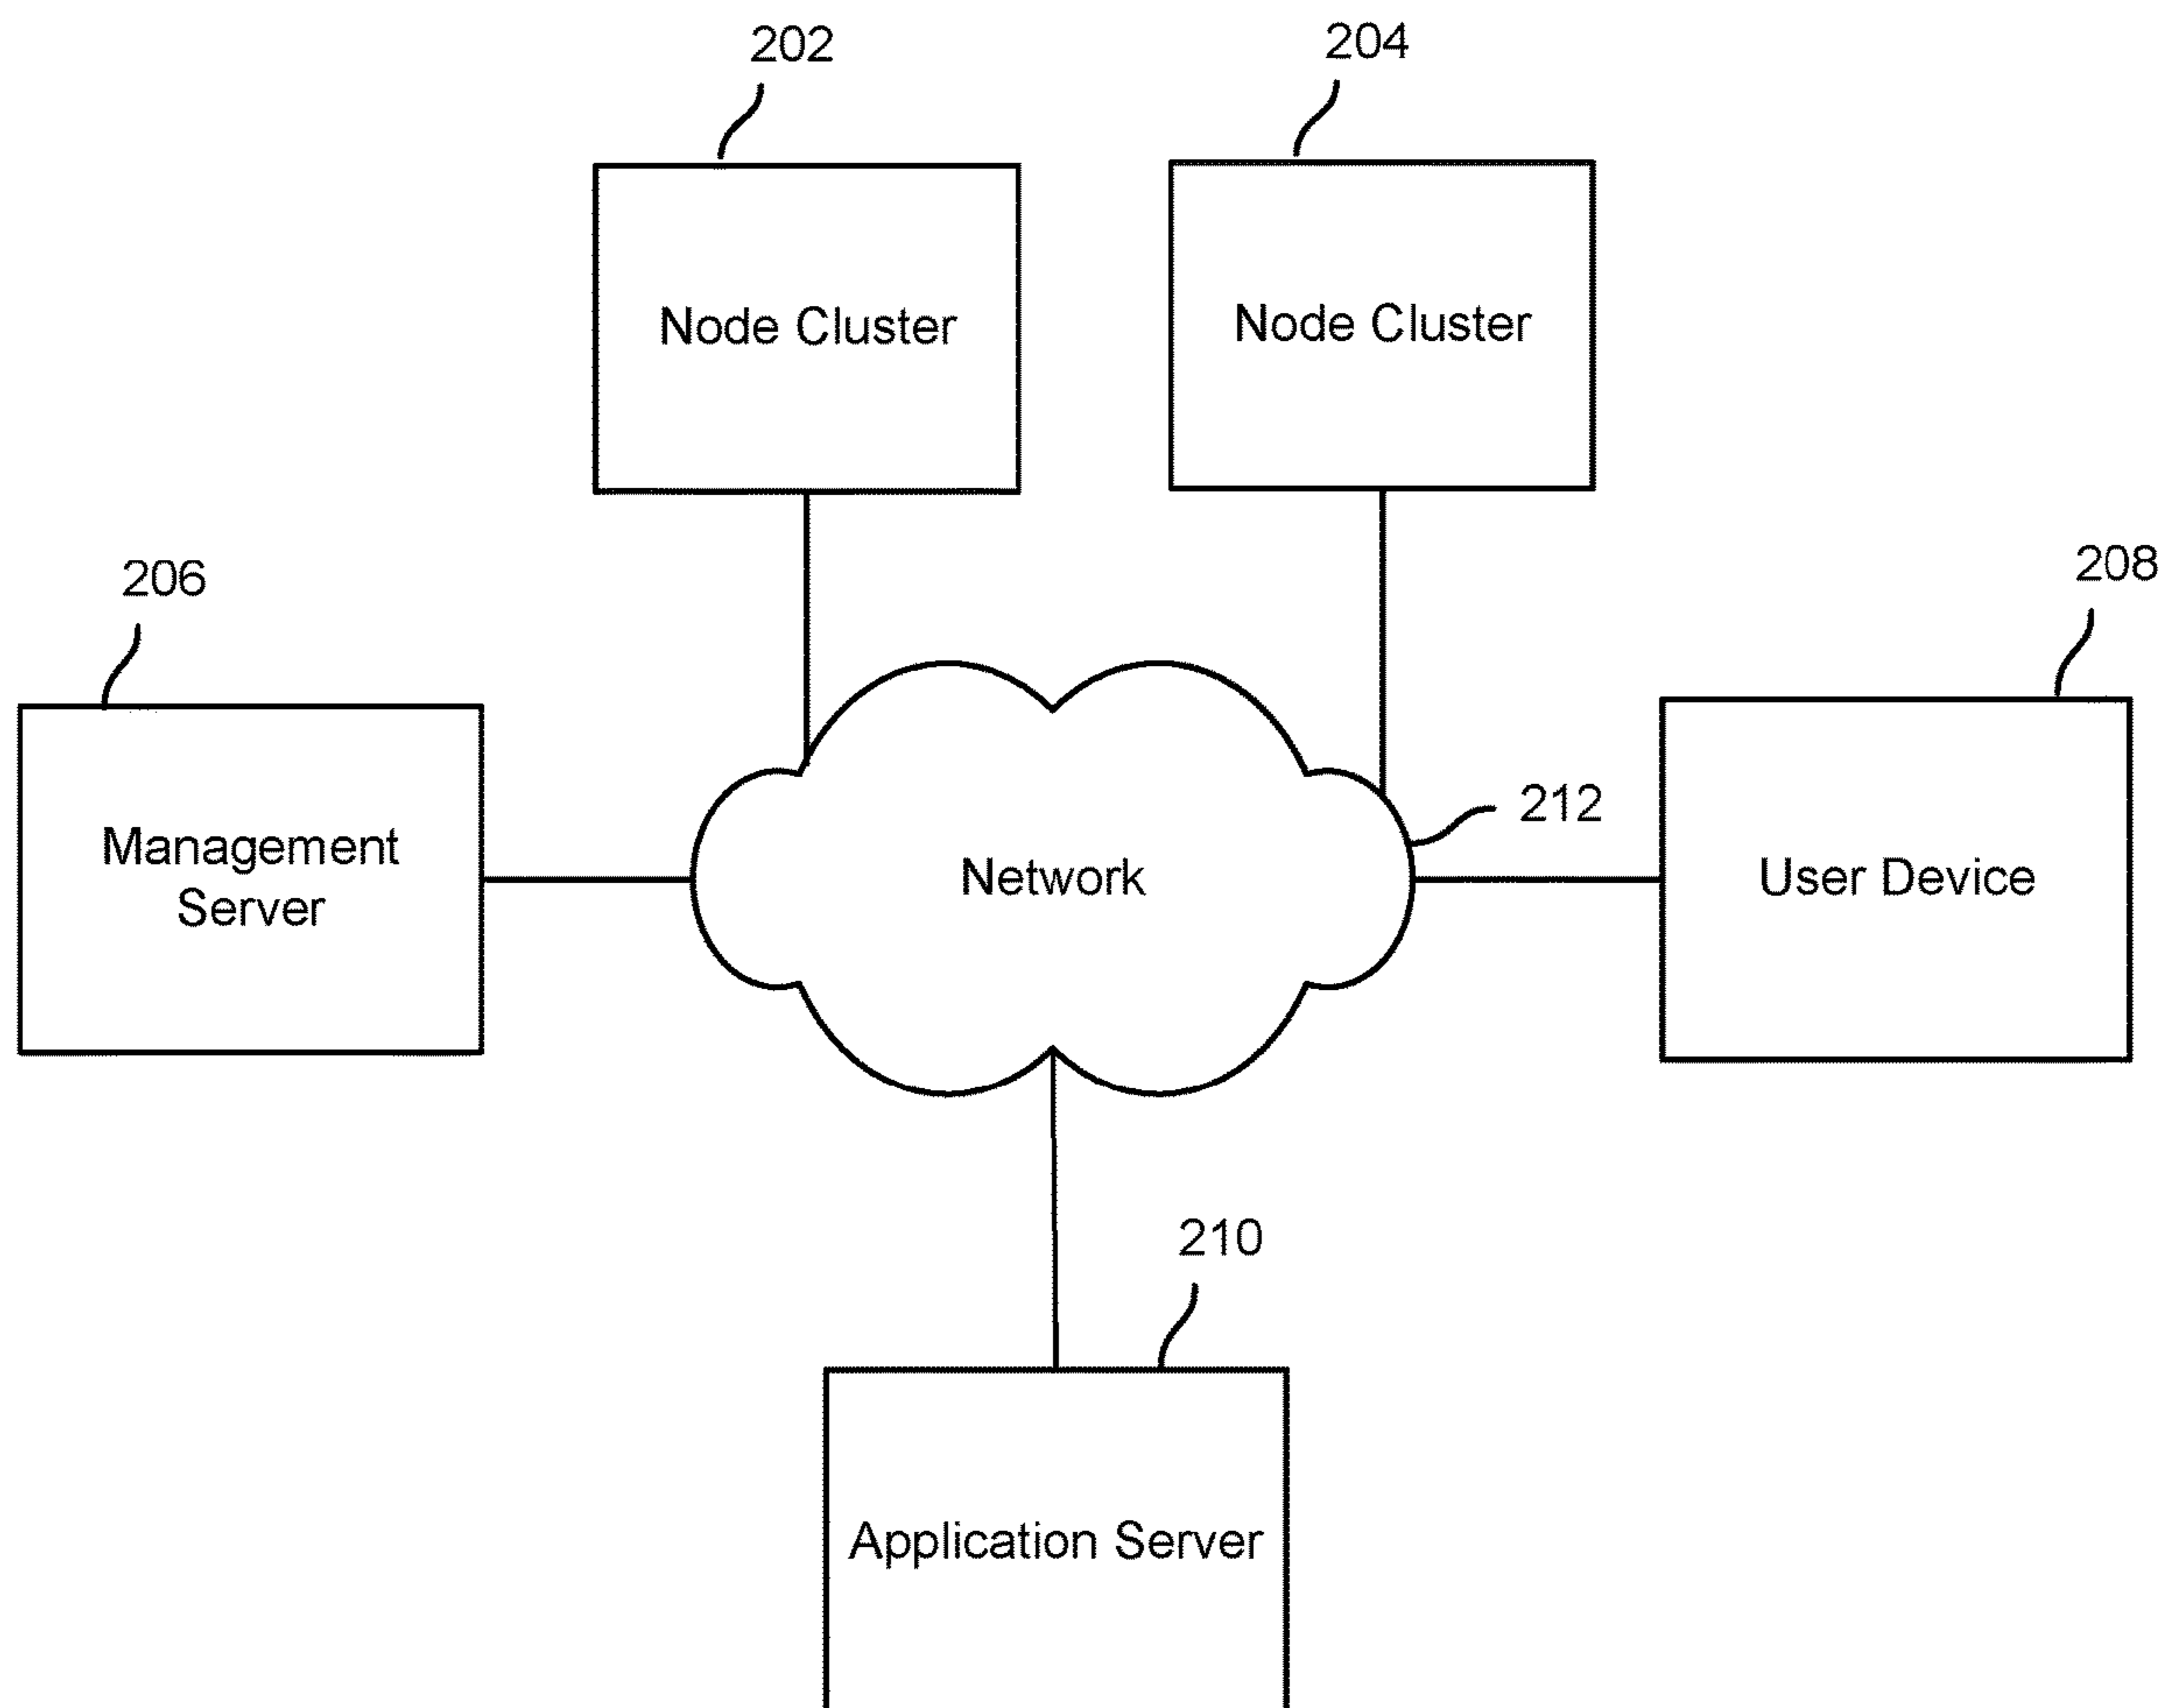 202
204
Node Cluster
Node Cluster
206
208
212
Management
Server
Network
User Device
210
Application Server